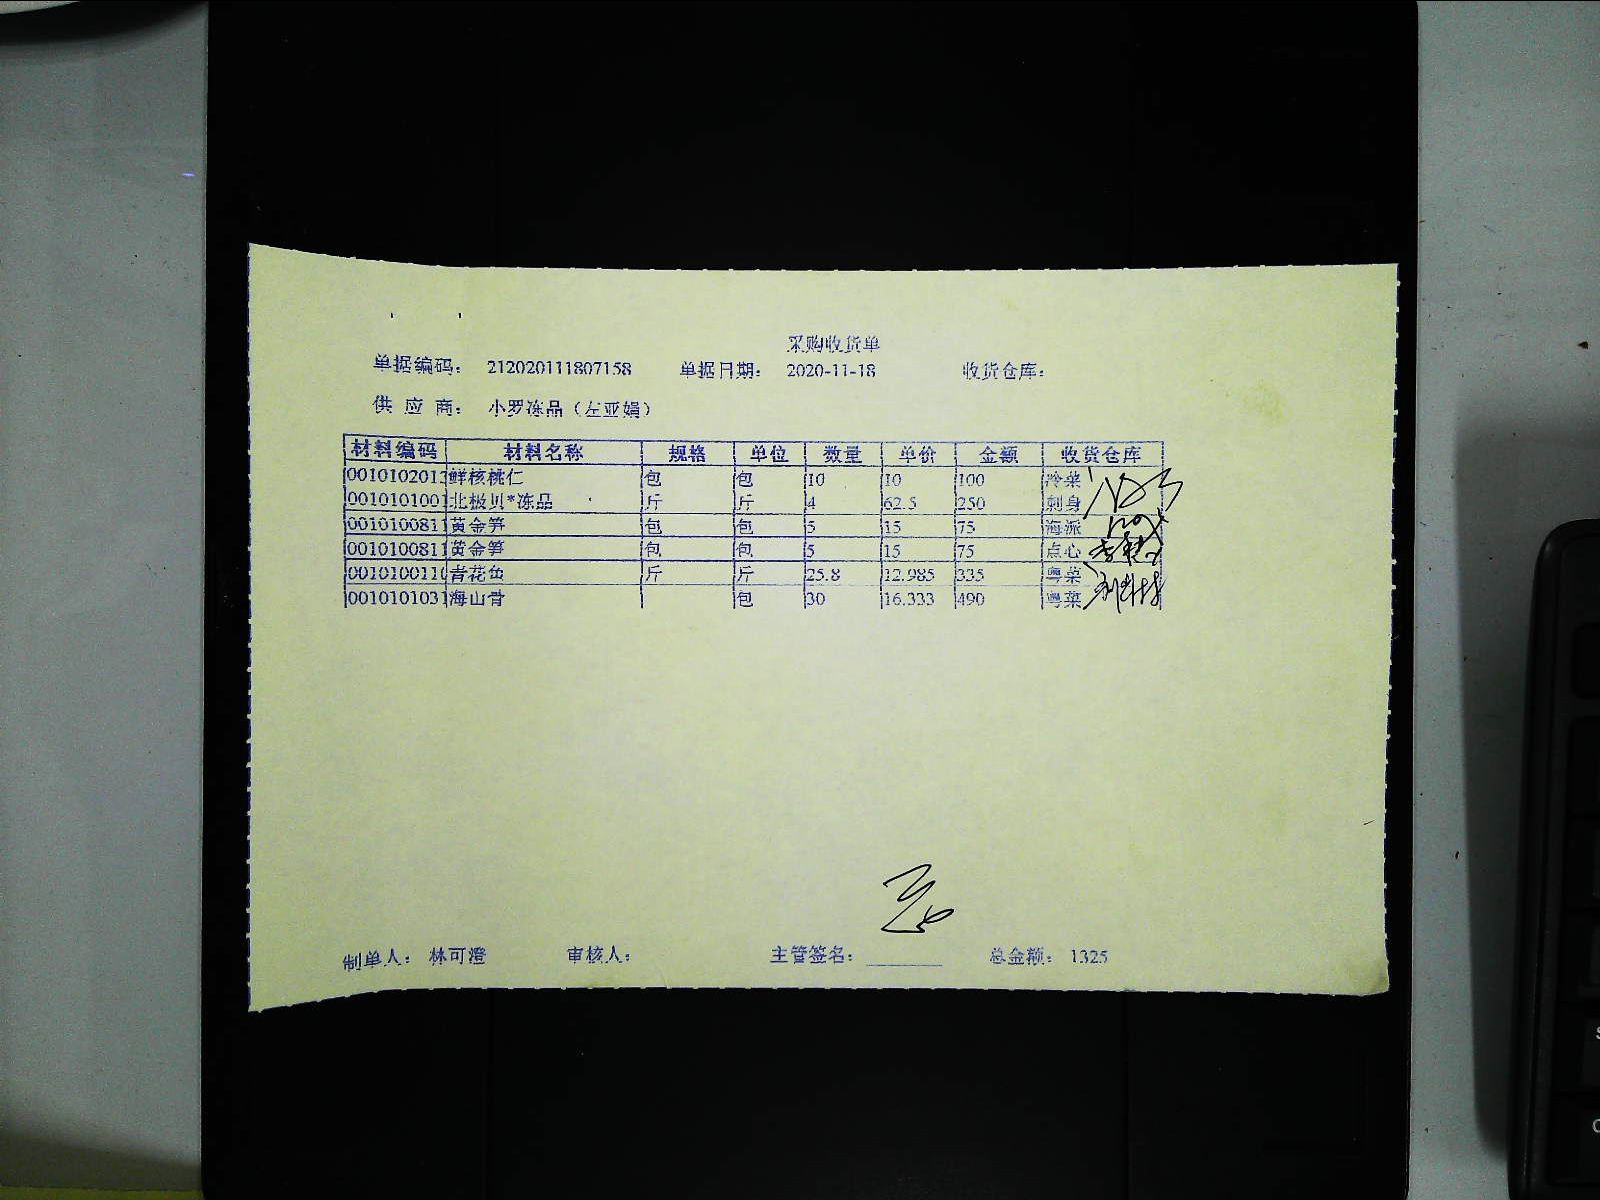 采购收货单
单据编码： 212020111807158 单据日期： 2020-11-18 收货仓库：
供 应 商： 小罗冻品（左亚娟）
材料编码 材料名称 规格 单位 数量 单价 金额 收货仓库
001010201 鲜核桃仁 包 包 10 10 100 冷菜
0010101001 北极贝*冻品 斤 斤 4 62.5 250 刺身
0010100811 黄金笋 包 包 5 15 75 海派
0010100811 黄金笋 包 包 5 15 75 点心
001010011 青花鱼 斤 斤 25.8 12.985 335 粤菜
001010103 海山骨 包 30 16.333 490 粤菜
制单人： 林可澄 审核人： 主管签名： 总金额： 1325